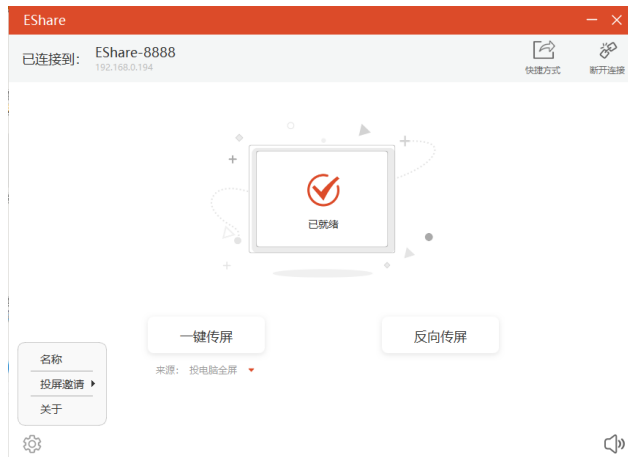 EShare
已连接到： EShare-8888
192.168.0.194
快捷方式 断开连接
已就绪
一键传屏 反向传屏
来源： 投电脑全屏
名称
投屏邀请
关于